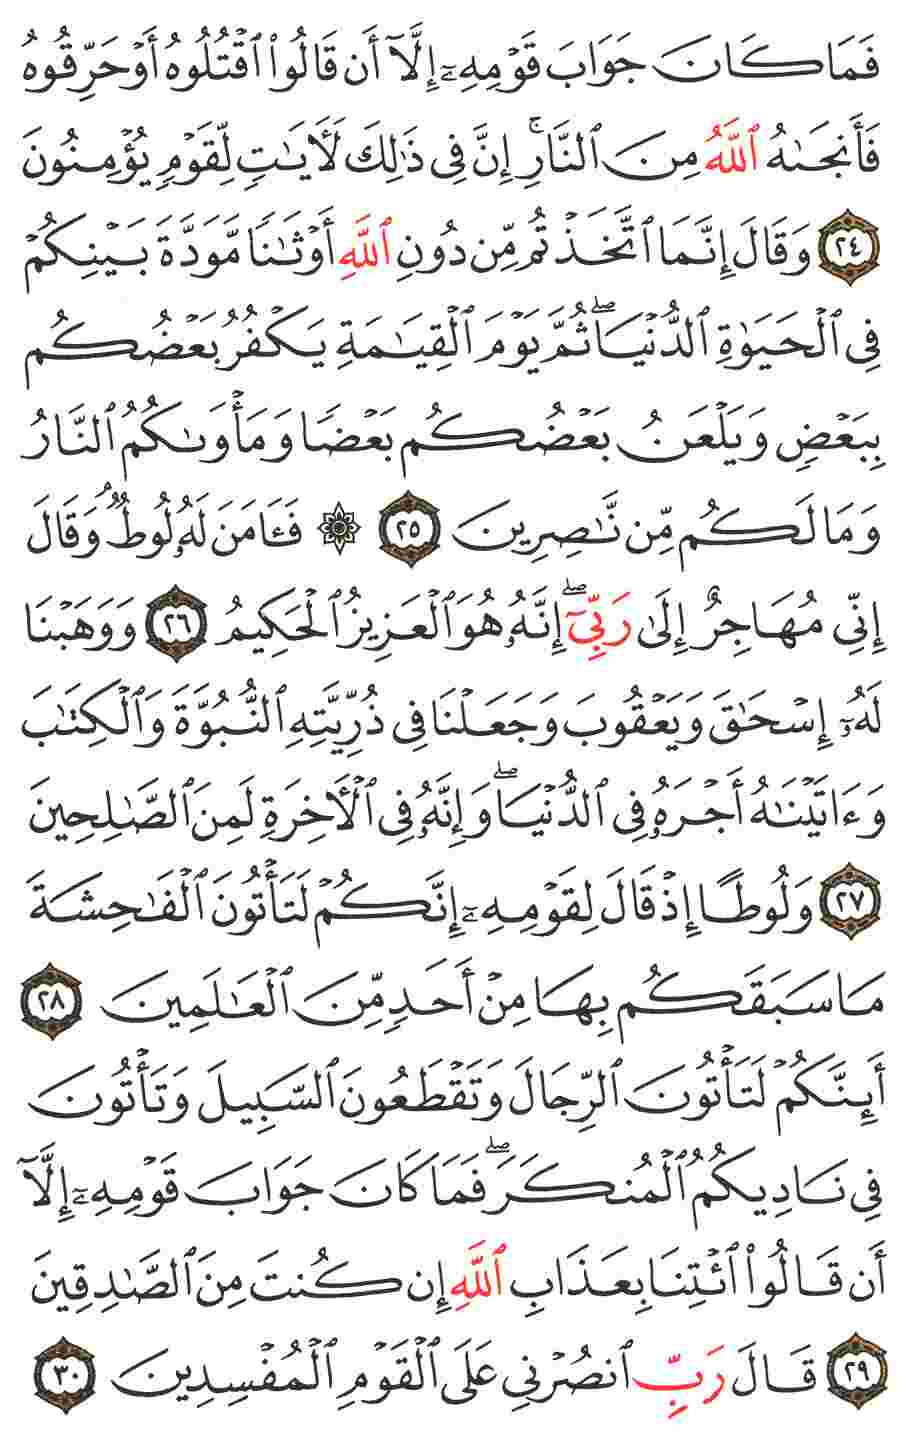 فَمَا كَانَ جَوَابَ قَوْمِهِۦٓ إِلَّآ أَن قَالُوا۟ ٱقْتُلُوهُ أَوْ حَرِّقُوهُ
فَأَنجَىٰهُ ٱللَّهُ مِنَ ٱلنَّارِ ۚ إِنَّ فِى ذَٰلِكَ لَـَٔايَـٰتٍ لِّقَوْمٍ يُؤْمِنُونَ
٢٤ وَقَالَ إِنَّمَا ٱتَّخَذْتُم مِّن دُونِ ٱللَّهِ أَوْثَـٰنًا مَّوَدَّةَ بَيْنِكُمْ
فِى ٱلْحَيَوٰةِ ٱلدُّنْيَا ۖ ثُمَّ يَوْمَ ٱلْقِيَـٰمَةِ يَكْفُرُ بَعْضُكُم
بِبَعْضٍ وَيَلْعَنُ بَعْضُكُم بَعْضًا وَمَأْوَىٰكُمُ ٱلنَّارُ
وَمَا لَكُم مِّن نَّـٰصِرِينَ ٢٥ ۞ فَـَٔامَنَ لَهُۥ لُوطٌ ۘ وَقَالَ
إِنِّى مُهَاجِرٌ إِلَىٰ رَبِّىٓ ۖ إِنَّهُۥ هُوَ ٱلْعَزِيزُ ٱلْحَكِيمُ ٢٦ وَوَهَبْنَا
لَهُۥٓ إِسْحَـٰقَ وَيَعْقُوبَ وَجَعَلْنَا فِى ذُرِّيَّتِهِ ٱلنُّبُوَّةَ وَٱلْكِتَـٰبَ
وَءَاتَيْنَـٰهُ أَجْرَهُۥ فِى ٱلدُّنْيَا ۖ وَإِنَّهُۥ فِى ٱلْـَٔاخِرَةِ لَمِنَ ٱلصَّـٰلِحِينَ
٢٧ وَلُوطًا إِذْ قَالَ لِقَوْمِهِۦٓ إِنَّكُمْ لَتَأْتُونَ ٱلْفَـٰحِشَةَ
مَا سَبَقَكُم بِهَا مِنْ أَحَدٍ مِّنَ ٱلْعَـٰلَمِينَ ٢٨
أَئِنَّكُمْ لَتَأْتُونَ ٱلرِّجَالَ وَتَقْطَعُونَ ٱلسَّبِيلَ وَتَأْتُونَ
فِى نَادِيكُمُ ٱلْمُنكَرَ ۖ فَمَا كَانَ جَوَابَ قَوْمِهِۦٓ إِلَّآ
أَن قَالُوا۟ ٱئْتِنَا بِعَذَابِ ٱللَّهِ إِن كُنتَ مِنَ ٱلصَّـٰدِقِينَ
٢٩ قَالَ رَبِّ ٱنصُرْنِى عَلَى ٱلْقَوْمِ ٱلْمُفْسِدِينَ ٣٠